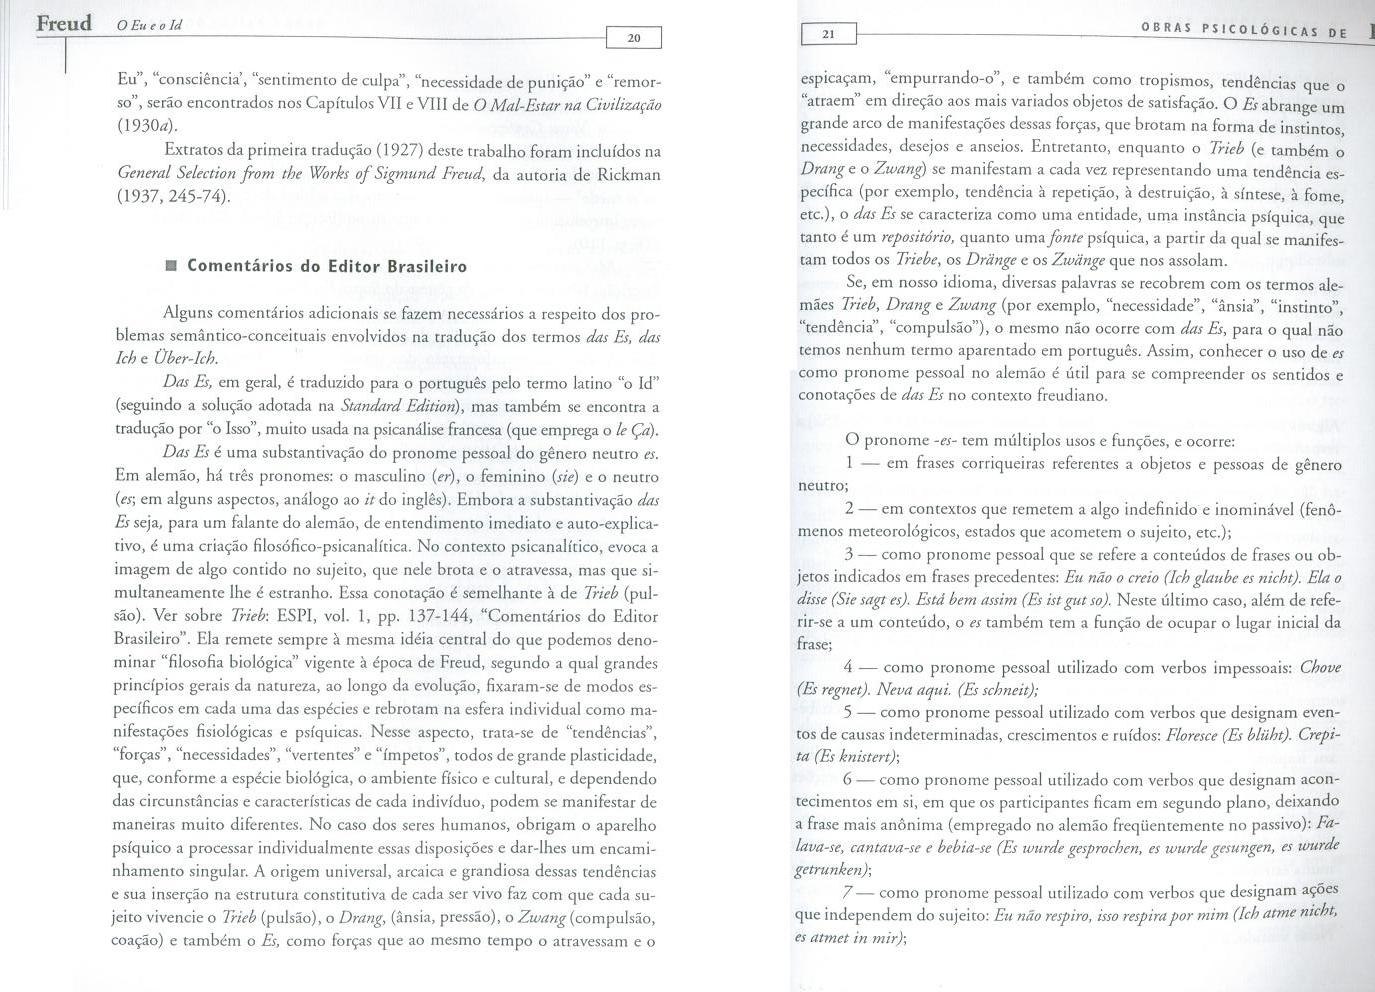 Freud O Eu e o Id
20
Eu”, “consciência’, “sentimento de culpa”, “necessidade de punição” e “remor-
so”, serão encontrados nos Capítulos VII e VIII de O Mal-Estar na Civilização
(1930a).
Extratos da primeira tradução (1927) deste trabalho foram incluídos na
General Selection from the Works of Sigmund Freud, da autoria de Rickman
(1937, 245-74).
Comentários do Editor Brasileiro
Alguns comentários adicionais se fazem necessários a respeito dos pro-
blemas semântico-conceituais envolvidos na tradução dos termos das Es, das
Ich e Über-Ich.
Das Es, em geral, é traduzido para o português pelo termo latino “o Id”
(seguindo a solução adotada na Standard Edition), mas também se encontra a
tradução por “o Isso”, muito usada na psicanálise francesa (que emprega o le Ça).
Das Es é uma substantivação do pronome pessoal do gênero neutro es.
Em alemão, há três pronomes: o masculino (er), o feminino (sie) e o neutro
(es; em alguns aspectos, análogo ao it do inglês). Embora a substantivação das
Es seja, para um falante do alemão, de entendimento imediato e auto-explica-
tivo, é uma criação filosófico-psicanalítica. No contexto psicanalítico, evoca a
imagem de algo contido no sujeito, que nele brota e o atravessa, mas que si-
multaneamente lhe é estranho. Essa conotação é semelhante à de Trieb (pul-
são). Ver sobre Trieb: ESPI, vol. 1, pp. 137-144, “Comentários do Editor
Brasileiro”. Ela remete sempre à mesma idéia central do que podemos deno-
minar “filosofia biológica” vigente à época de Freud, segundo a qual grandes
princípios gerais da natureza, ao longo da evolução, fixaram-se de modos es-
pecíficos em cada uma das espécies e rebrotam na esfera individual como ma-
nifestações fisiológicas e psíquicas. Nesse aspecto, trata-se de “tendências”,
“forças”, “necessidades”, “vertentes” e “ímpetos”, todos de grande plasticidade,
que, conforme a espécie biológica, o ambiente físico e cultural, e dependendo
das circunstâncias e características de cada indivíduo, podem se manifestar de
maneiras muito diferentes. No caso dos seres humanos, obrigam o aparelho
psíquico a processar individualmente essas disposições e dar-lhes um encami-
nhamento singular. A origem universal, arcaica e grandiosa dessas tendências
e sua inserção na estrutura constitutiva de cada ser vivo faz com que cada su-
jeito vivencie o Trieb (pulsão), o Drang, (ânsia, pressão), o Zwang (compulsão,
coação) e também o Es, como forças que ao mesmo tempo o atravessam e o
21
OBRAS PSICOLÓGICAS DE
espicaçam, “empurrando-o”, e também como tropismos, tendências que o
“atraem” em direção aos mais variados objetos de satisfação. O Es abrange um
grande arco de manifestações dessas forças, que brotam na forma de instintos,
necessidades, desejos e anseios. Entretanto, enquanto o Trieb (e também o
Drang e o Zwang) se manifestam a cada vez representando uma tendência es-
pecífica (por exemplo, tendência à repetição, à destruição, à síntese, à fome,
etc.), o das Es se caracteriza como uma entidade, uma instância psíquica, que
tanto é um repositório, quanto uma fonte psíquica, a partir da qual se manifes-
tam todos os Triebe, os Dränge e os Zwänge que nos assolam.
Se, em nosso idioma, diversas palavras se recobrem com os termos ale-
mães Trieb, Drang e Zwang (por exemplo, “necessidade”, “ânsia”, “instinto”,
“tendência”, “compulsão”), o mesmo não ocorre com das Es, para o qual não
temos nenhum termo aparentado em português. Assim, conhecer o uso de es
como pronome pessoal no alemão é útil para se compreender os sentidos e
conotações de das Es no contexto freudiano.
O pronome -es- tem múltiplos usos e funções, e ocorre:
1 — em frases corriqueiras referentes a objetos e pessoas de gênero
neutro;
2 — em contextos que remetem a algo indefinido e inominável (fenô-
menos meteorológicos, estados que acometem o sujeito, etc.);
3 — como pronome pessoal que se refere a conteúdos de frases ou ob-
jetos indicados em frases precedentes: Eu não o creio (Ich glaube es nicht). Ela o
disse (Sie sagt es). Está bem assim (Es ist gut so). Neste último caso, além de refe-
rir-se a um conteúdo, o es também tem a função de ocupar o lugar inicial da
frase;
4 — como pronome pessoal utilizado com verbos impessoais: Chove
(Es regnet). Neva aqui. (Es schneit);
5 — como pronome pessoal utilizado com verbos que designam even-
tos de causas indeterminadas, crescimentos e ruídos: Floresce (Es blüht). Crepi-
ta (Es knistert);
6 — como pronome pessoal utilizado com verbos que designam acon-
tecimentos em si, em que os participantes ficam em segundo plano, deixando
a frase mais anônima (empregado no alemão freqüentemente no passivo): Fa-
lava-se, cantava-se e bebia-se (Es wurde gesprochen, es wurde gesungen, es wurde
getrunken);
7 — como pronome pessoal utilizado com verbos que designam ações
que independem do sujeito: Eu não respiro, isso respira por mim (Ich atme nicht,
es atmet in mir);